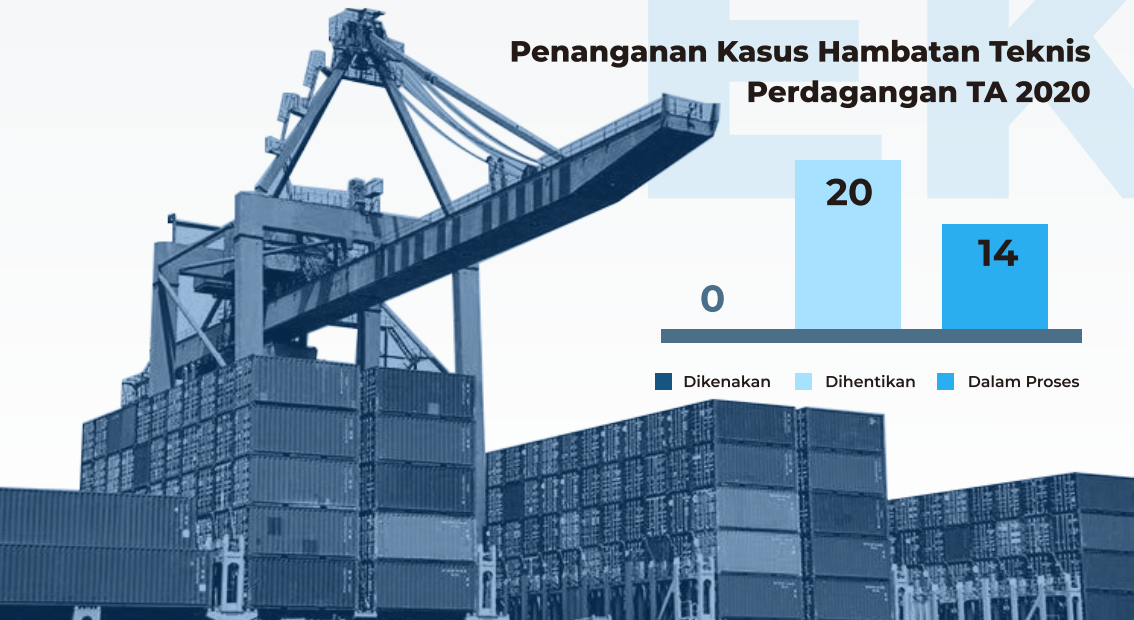 Penanganan Kasus Hambatan Teknis
Perdagangan TA 2020
0
20
14
Dikenakan Dihentikan Dalam Proses